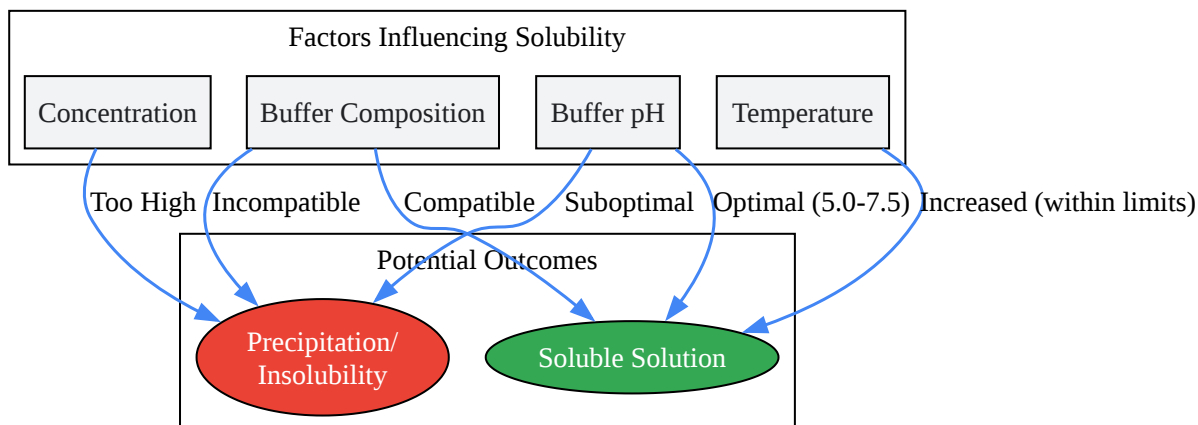 Factors Influencing Solubility
Concentration
Buffer Composition
Buffer pH
Temperature
Too High
Incompatible
Compatible
Suboptimal
Optimal (5.0-7.5)
Increased (within limits)
Potential Outcomes
Precipitation/
Insolubility
Soluble Solution